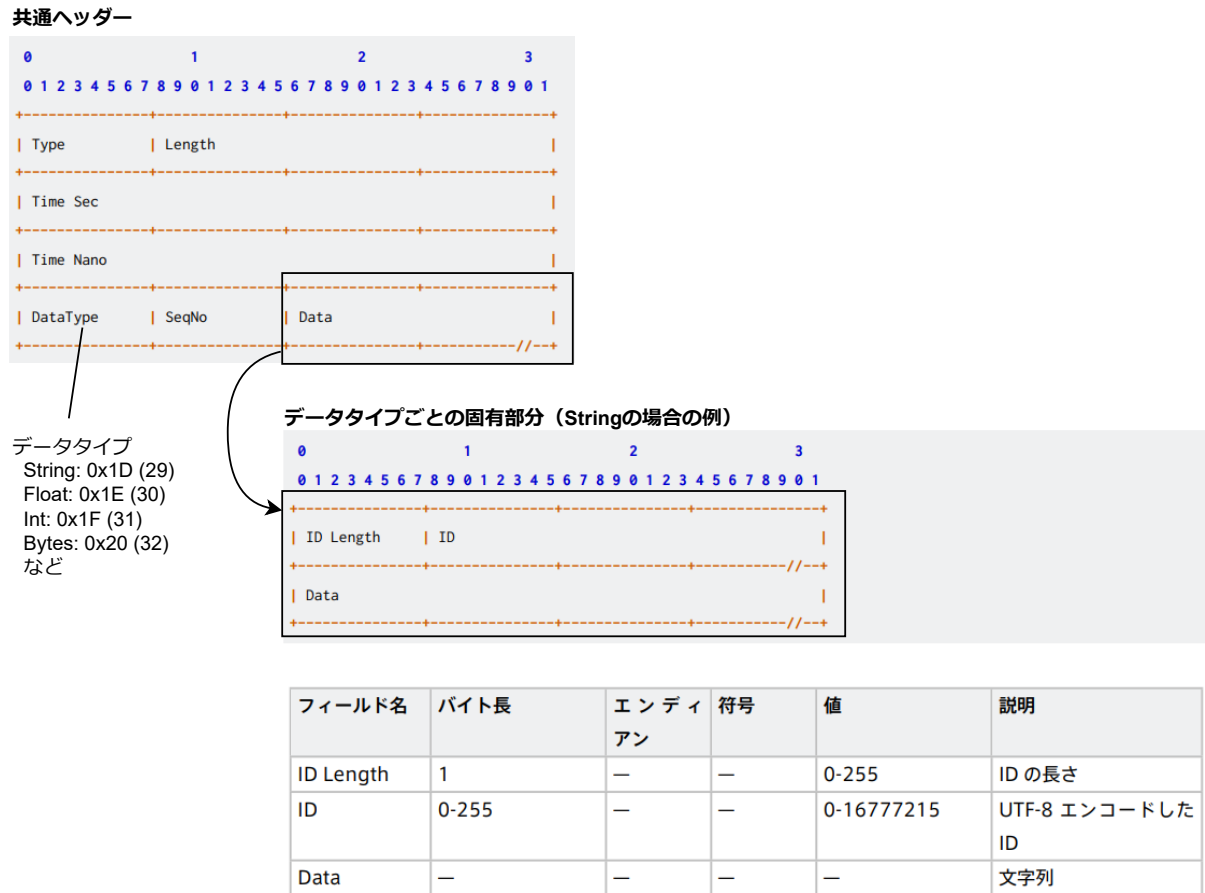 共通ヘッダー
0 1 2 3
0 1 2 3 4 5 6 7 8 9 0 1 2 3 4 5 6 7 8 9 0 1 2 3 4 5 6 7 8 9 0 1
+---------------+---------------+---------------+---------------+
| Type | Length |
+---------------+---------------+---------------+---------------+
| Time Sec |
+---------------+---------------+---------------+---------------+
| Time Nano |
+---------------+---------------+---------------+---------------+
| DataType | SeqNo | Data |
+---------------+---------------+---------------+-----------//--+
データタイプ
String: 0x1D (29)
Float: 0x1E (30)
Int: 0x1F (31)
Bytes: 0x20 (32)
など
データタイプごとの固有部分（Stringの場合の例）
0 1 2 3
0 1 2 3 4 5 6 7 8 9 0 1 2 3 4 5 6 7 8 9 0 1 2 3 4 5 6 7 8 9 0 1
+---------------+---------------+---------------+---------------+
| ID Length | ID |
+---------------+---------------+---------------+-----------//--+
| Data |
+---------------+---------------+---------------+-----------//--+
フィールド名 バイト長 エンディアン 符号 値 説明
ID Length 1 — — 0-255 ID の長さ
ID 0-255 — — 0-16777215 UTF-8 エンコードした
ID
Data — — — — 文字列